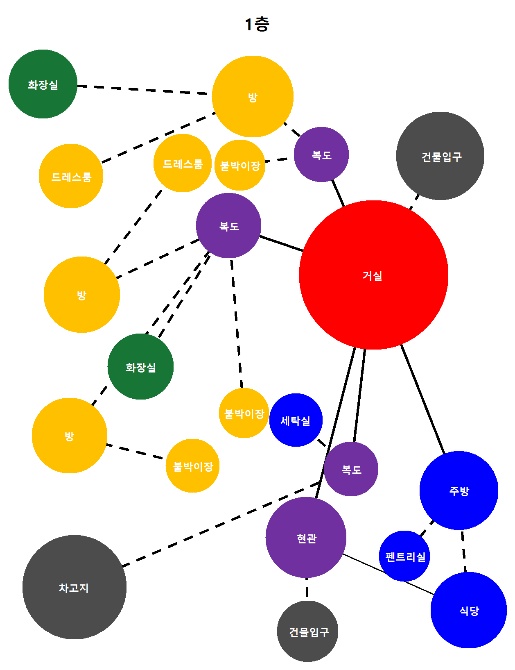 1층
화장실
방
드레스룸
드레스룸
붙박이장
복도
건물입구
복도
거실
방
화장실
붙박이장
세탁실
방
붙박이장
복도
주방
현관
펜트리실
차고지
식당
건물입구